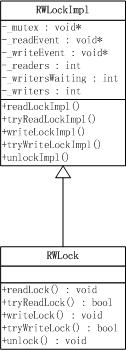 RWLockImpl
-_mutex : void*
-_readEvent : void*
-_writeEvent : void*
-_readers : int
-_writersWaiting : int
-_writers : int
+readLockImpl()
+tryReadLockImpl()
+writeLockImpl()
+tryWriteLockImpl()
+unlockImpl()
RWLock
+readLock() : void
+tryReadLock() : bool
+writeLock() : void
+tryWriteLock() : bool
+unlock() : void